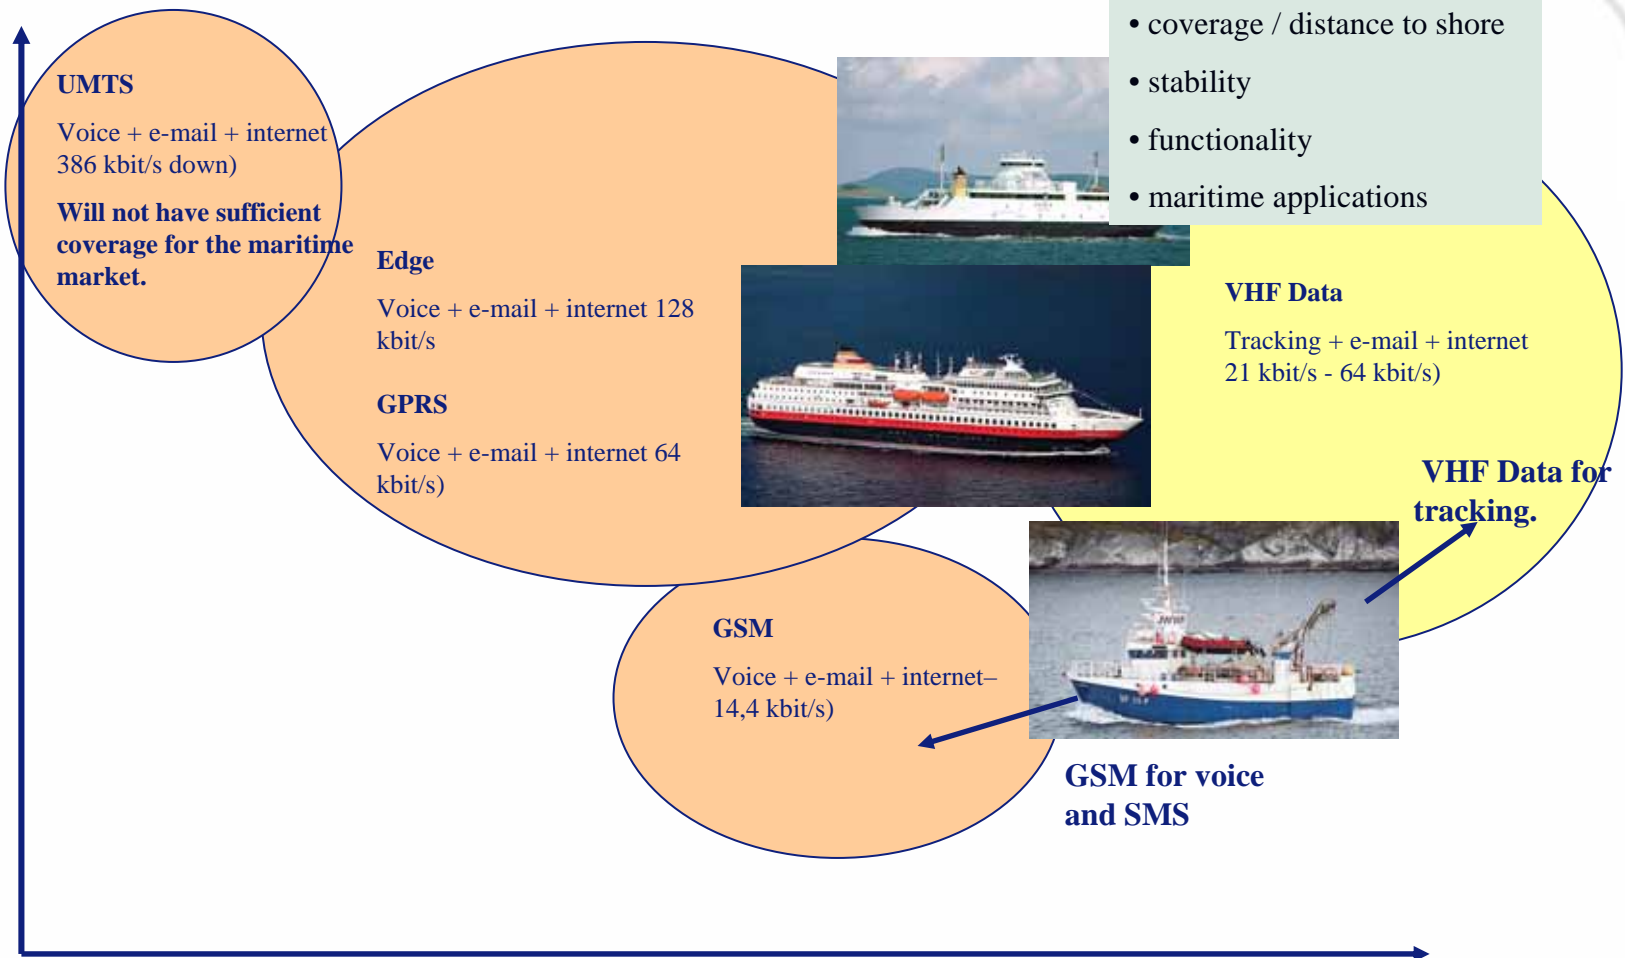 • coverage / distance to shore
• stability
• functionality
• maritime applications
UMTS
Voice + e-mail + internet
386 kbit/s down)
Will not have sufficient
coverage for the maritime
market.
Edge
Voice + e-mail + internet 128
kbit/s
GPRS
Voice + e-mail + internet 64
kbit/s)
VHF Data
Tracking + e-mail + internet
21 kbit/s - 64 kbit/s)
VHF Data for
tracking.
GSM
Voice + e-mail + internet–
14,4 kbit/s)
GSM for voice
and SMS